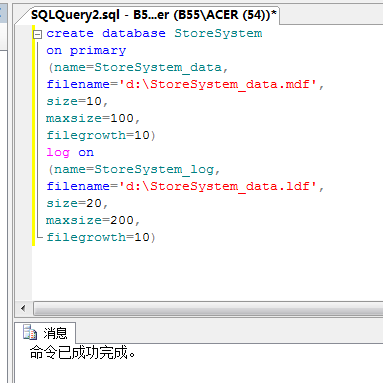 SQLQuery2.sql - B5...er (B55\ACER (54))*
create database StoreSystem
on primary
(name=StoreSystem_data,
filename='d:\StoreSystem_data.mdf',
size=10,
maxsize=100,
filegrowth=10)
log on
(name=StoreSystem_log,
filename='d:\StoreSystem_data.ldf',
size=20,
maxsize=200,
filegrowth=10)
消息
命令已成功完成。